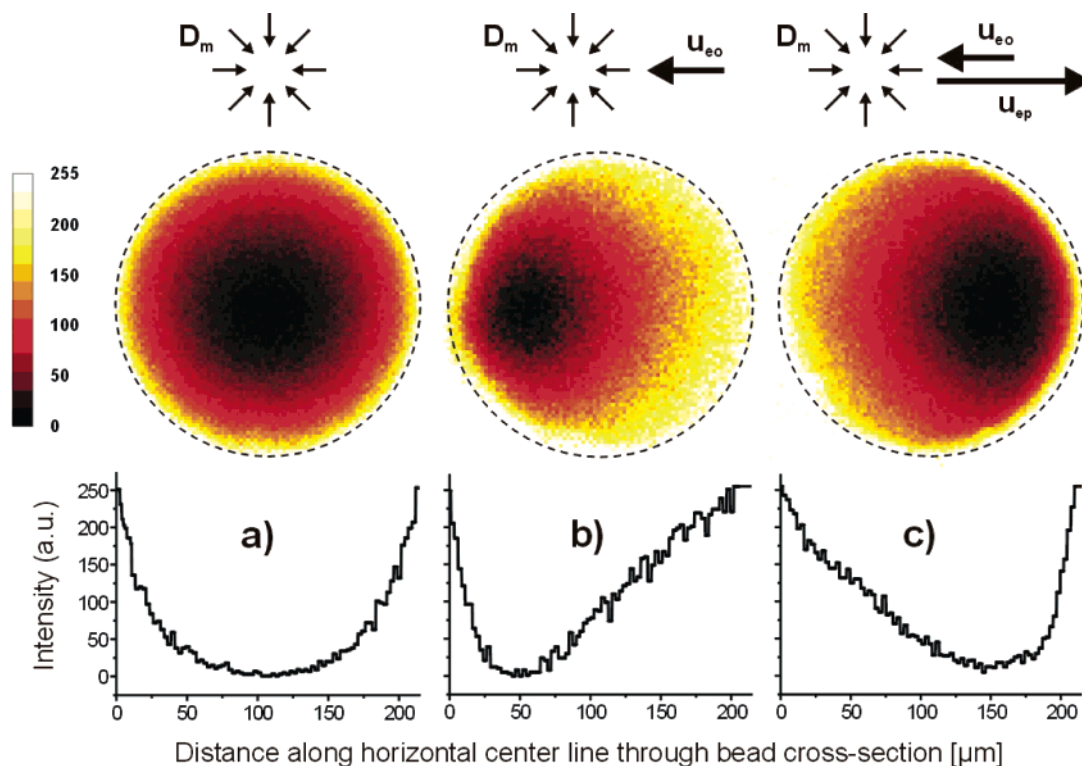 Dm Dm ueo Dm ueo
uep
255
200
150
100
50
0
250
200
150
100
50
0
Intensity (a.u.)
a) b) c)
0 50 100 150 200 0 50 100 150 200 0 50 100 150 200
Distance along horizontal center line through bead cross-section [µm]